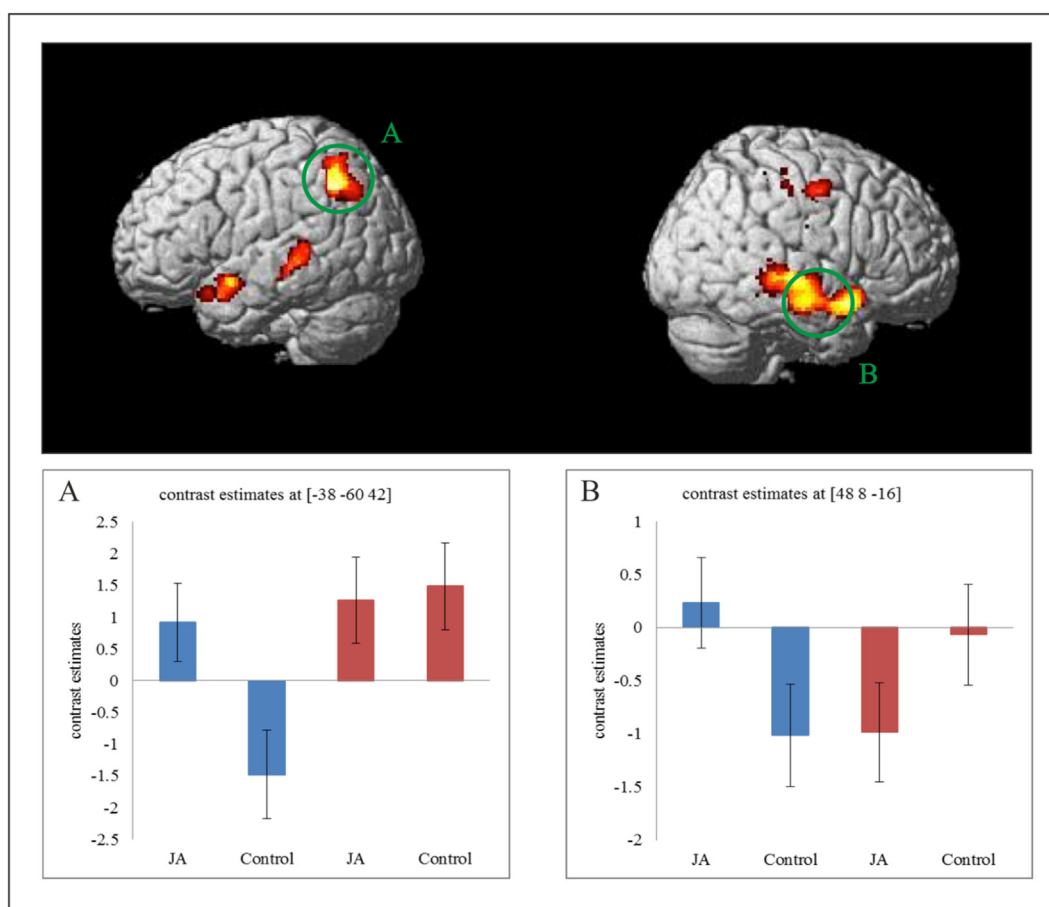 A
B
A
contrast estimates at [-38 -60 42]
contrast estimates
2.5
2
1.5
1
0.5
0
-0.5
-1
-1.5
-2
-2.5
JA Control JA Control
B
contrast estimates at [48 8 -16]
contrast estimates
1
0.5
0
-0.5
-1
-1.5
-2
JA Control JA Control